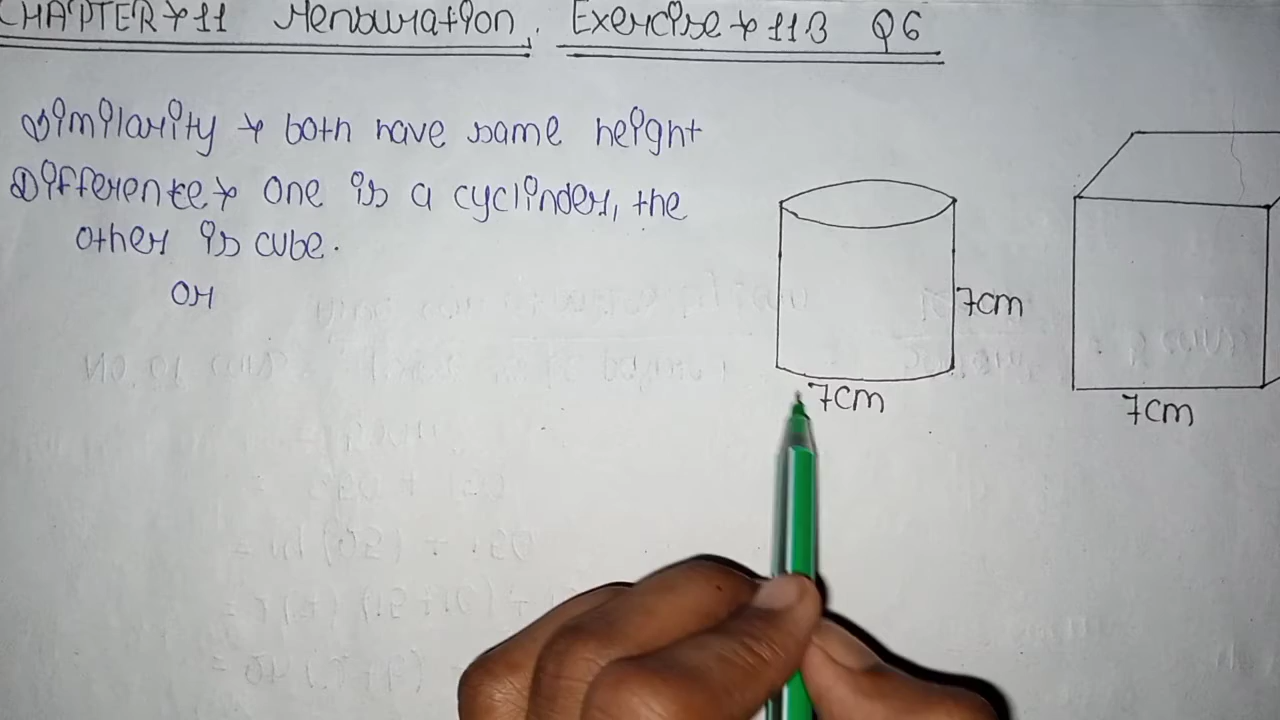 CHAPTER → 11 Mensuration. Exercise → 11.3 Q6
Similarity → both have same height
Difference → one is a cylinder, the
other is cube.
or
7cm
7cm
7cm